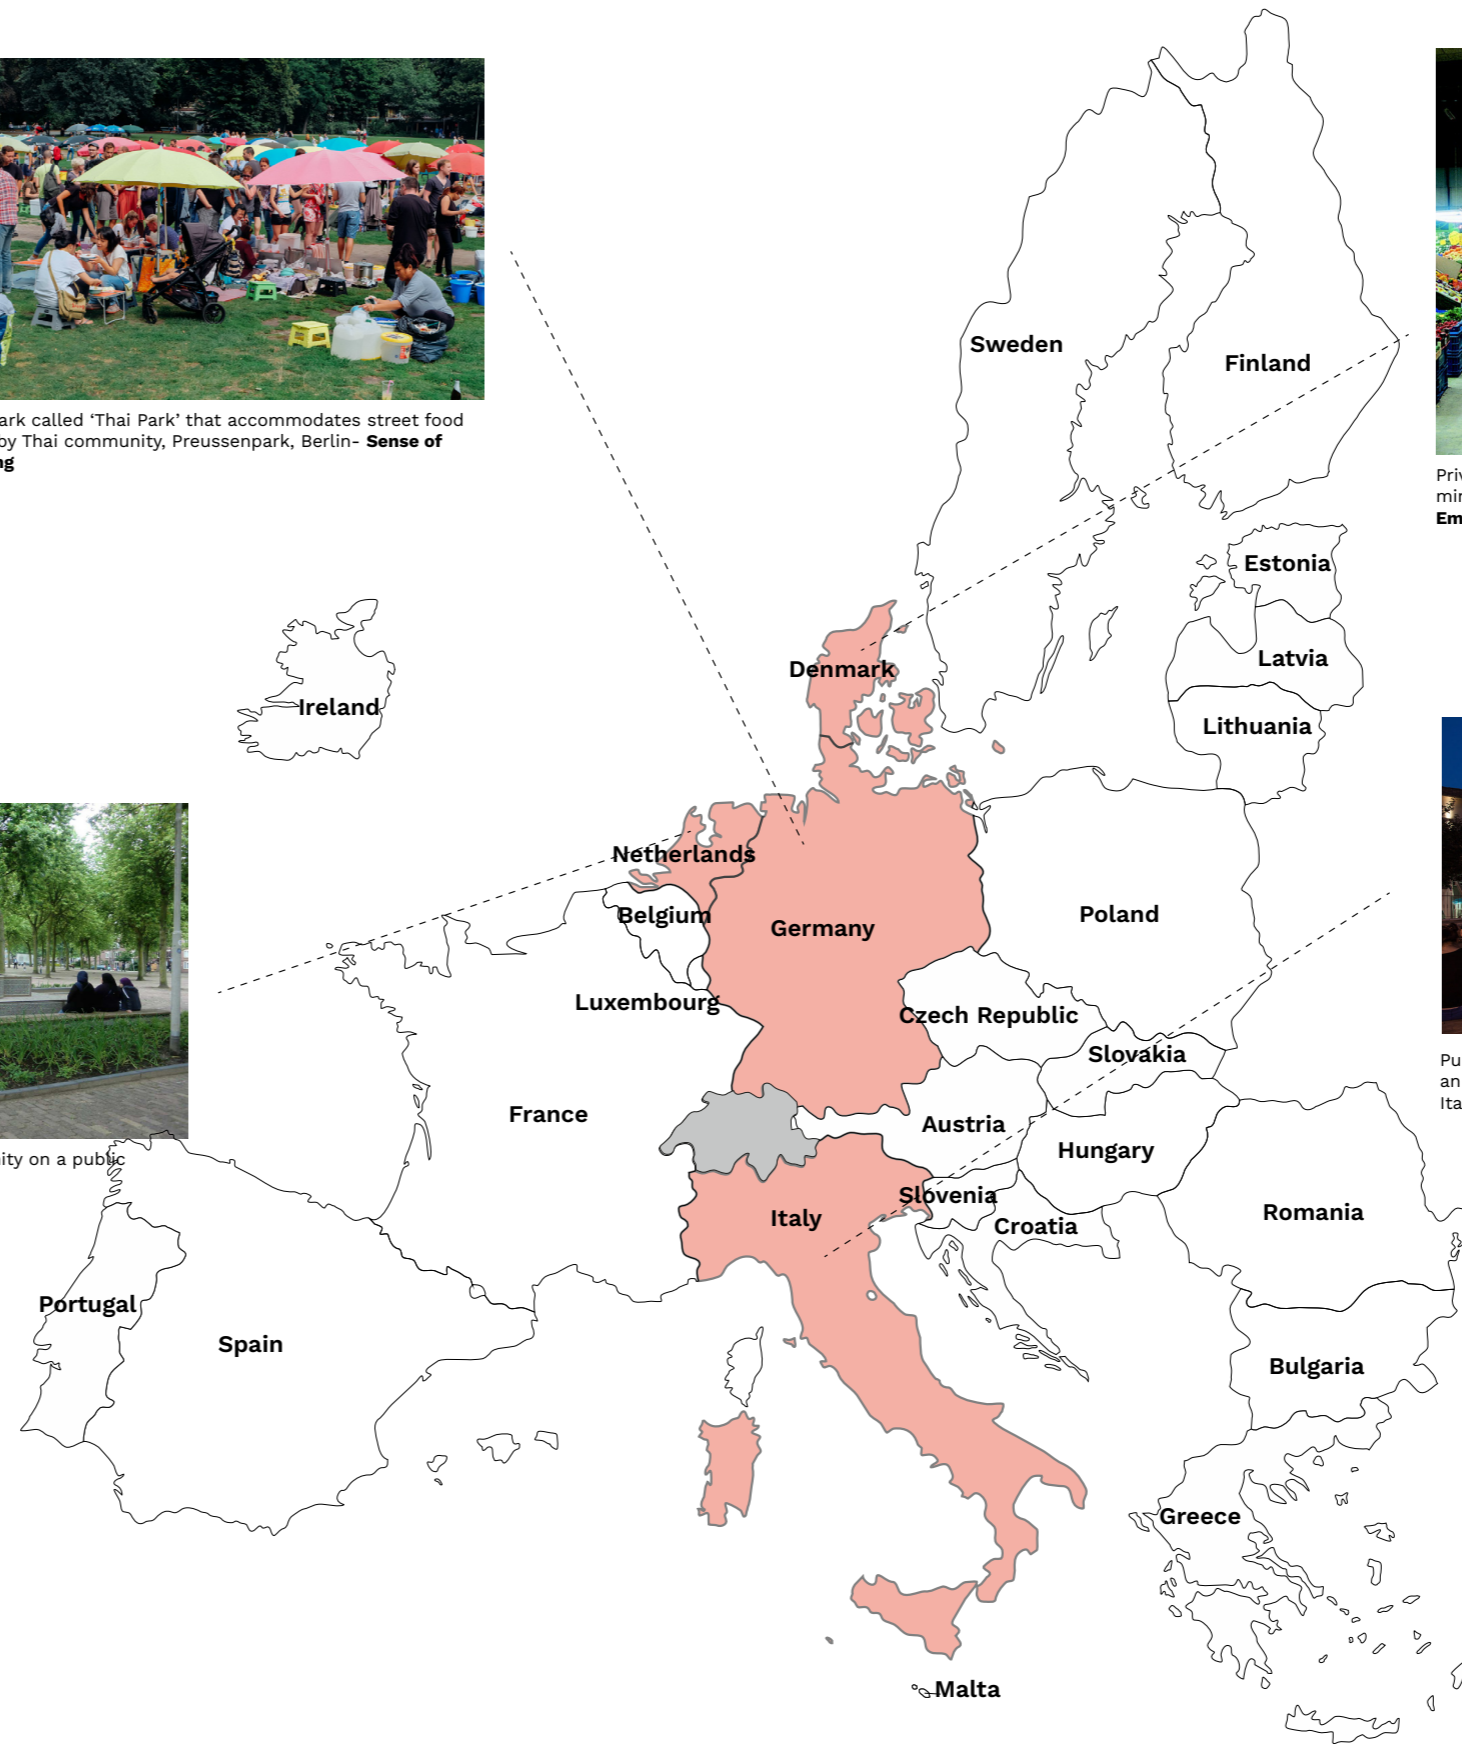 ark called ‘Thai Park’ that accommodates street food
by Thai community, Preussenpark, Berlin- Sense of
Sweden
Finland
Estonia
Latvia
Lithuania
Denmark
Ireland
Netherlands
Belgium
Germany
Poland
Luxembourg
Czech Republic
Slovakia
France
Austria
Hungary
Slovenia
Italy
Croatia
Romania
Portugal
Spain
Bulgaria
Greece
Malta
ity on a public